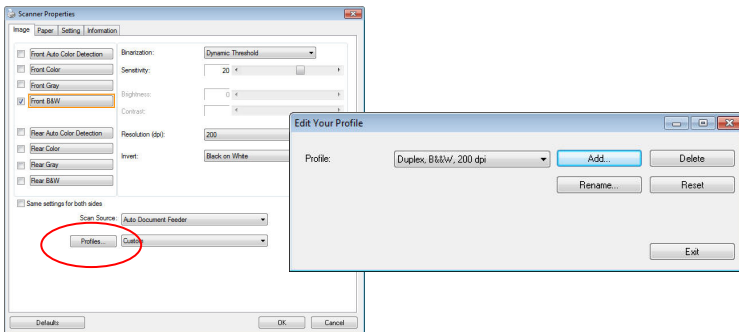 Scanner Properties
Image Paper Setting Information
Front Auto Color Detection
Front Color
Front Gray
Front B&W
Rear Auto Color Detection
Rear Color
Rear Gray
Rear B&W
Binarization: Dynamic Threshold
Sensitivity: 20
Brightness: 0
Contrast:
Resolution (dpi): 200
Invert: Black on White
Same settings for both sides
Scan Source: Auto Document Feeder
Profiles... Custom
Defaults OK Cancel
Edit Your Profile
Profile: Duplex, B&&W, 200 dpi Add... Delete
Rename... Reset
Exit